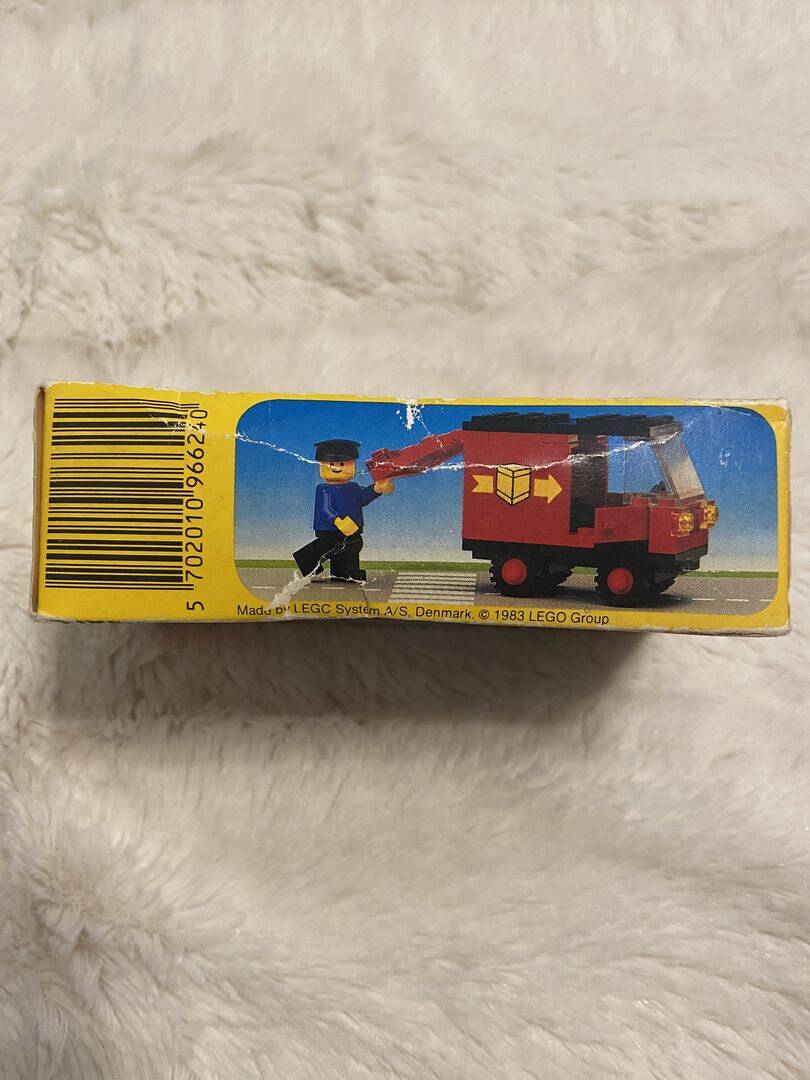 5 702010 966240
Made by LEGO System A/S, Denmark. © 1983 LEGO Group